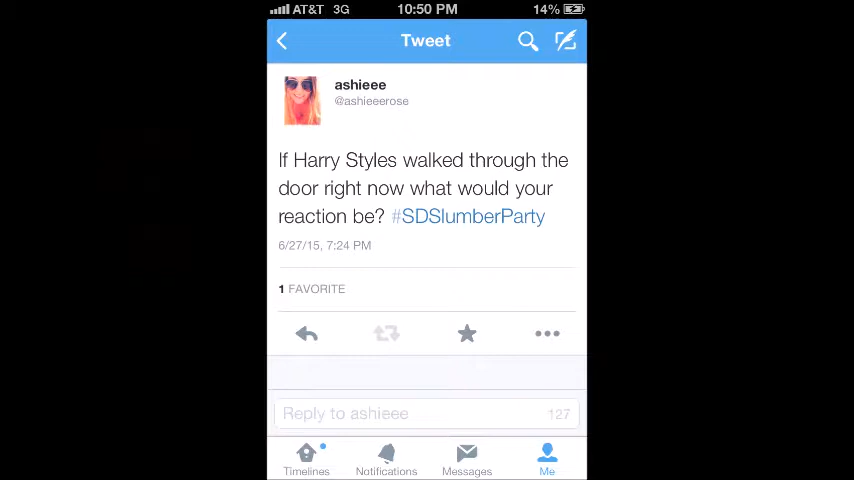 AT&T 3G 10:50 PM 14%
Tweet
ashieee
@ashieeerose
If Harry Styles walked through the
door right now what would your
reaction be? #SDSlumberParty
6/27/15, 7:24 PM
1 FAVORITE
Reply to ashieee 127
Timelines Notifications Messages Me